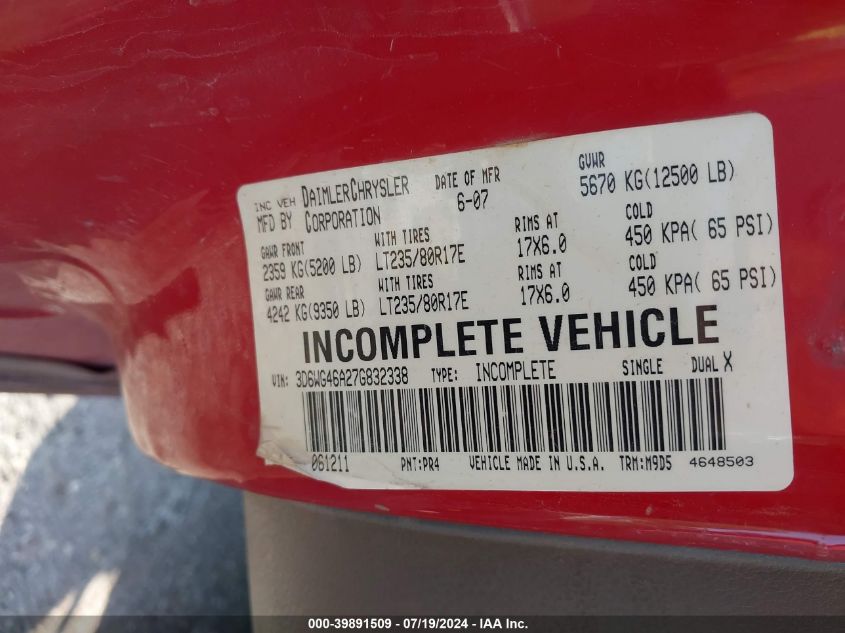 INC VEH DAIMLERCHRYSLER DATE OF MFR GVWR
MFD BY CORPORATION 6-07 5670 KG(12500 LB)
GAWR FRONT WITH TIRES RIMS AT COLD
2359 KG(5200 LB) LT235/80R17E 17X6.0 450 KPA( 65 PSI)
GAWR REAR WITH TIRES RIMS AT COLD
4242 KG(9350 LB) LT235/80R17E 17X6.0 450 KPA( 65 PSI)
INCOMPLETE VEHICLE
VIN: 3D6WG46A27G832338 TYPE: INCOMPLETE SINGLE DUAL X
061211 PNT:PR4 VEHICLE MADE IN U.S.A. TRM:M9D5 4648503
000-39891509 - 07/19/2024 - IAA Inc.